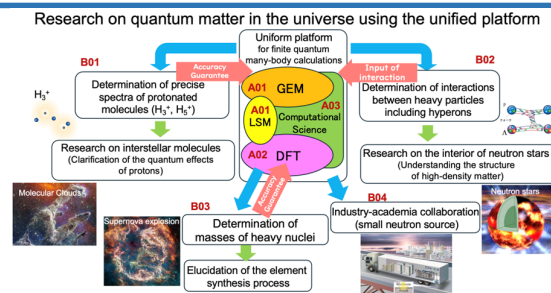 Research on quantum matter in the universe using the unified platform
Uniform platform
for finite quantum
many-body calculations
B01
Accuracy
Guarantee
Input of
interaction
B02
H₃⁺
Determination of precise
spectra of protonated
molecules (H₃⁺, H₅⁺)
A01 GEM
A01
LSM
A03
Computational
Science
A02 DFT
Determination of interactions
between heavy particles
including hyperons
Λ
Research on interstellar molecules
(Clarification of the quantum effects
of protons)
Research on the interior of neutron stars
(Understanding the structure
of high-density matter)
Accuracy
Guarantee
Molecular Clouds
Supernova explosion
B03
Determination of
masses of heavy nuclei
Elucidation of the element
synthesis process
B04
Industry-academia collaboration
(small neutron source)
Neutron stars